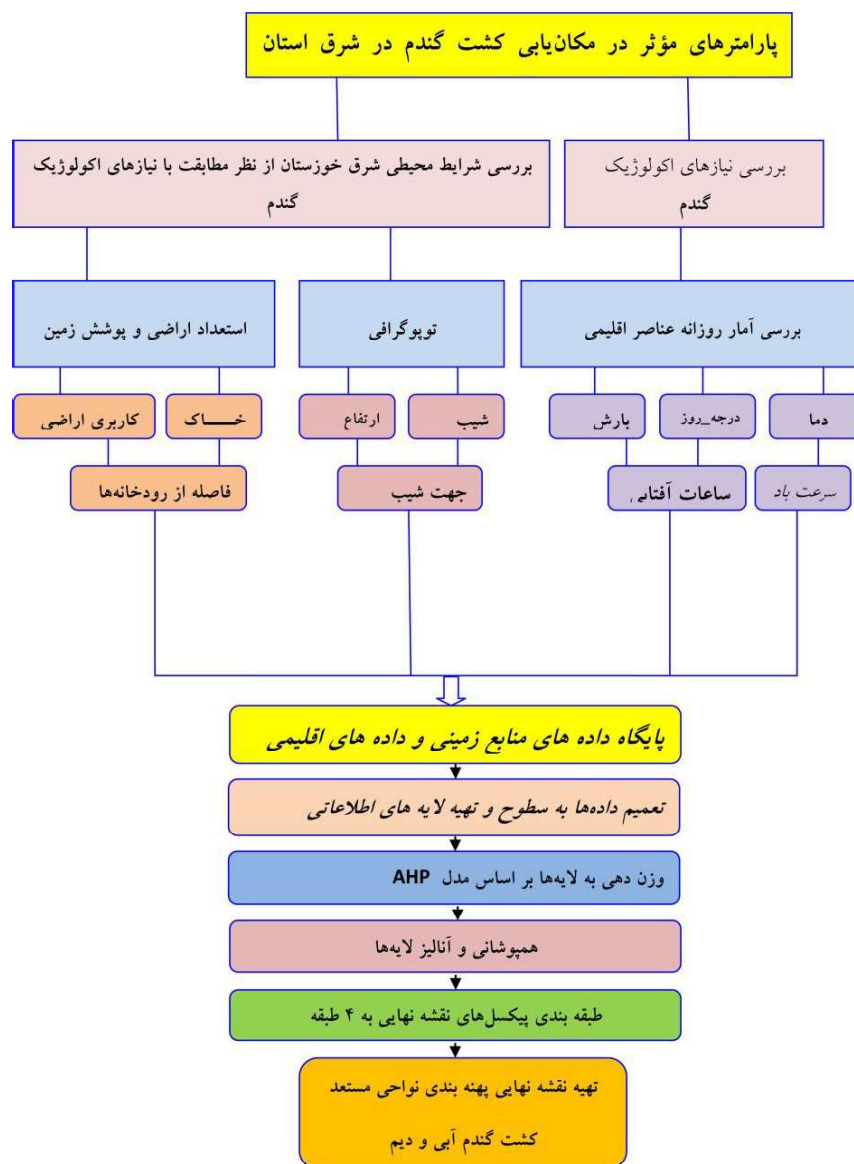 پارامترهای مؤثر در مکان‌یابی کشت گندم در شرق استان
بررسی نیازهای اکولوژیک
گندم
بررسی شرایط محیطی شرق خوزستان از نظر مطابقت با نیازهای اکولوژیک
گندم
بررسی آمار روزانه عناصر اقلیمی
توپوگرافی
استعداد اراضی و پوشش زمین
دما
درجه_روز
بارش
شیب
ارتفاع
خـــــاک
کاربری اراضی
سرعت باد
ساعات آفتابی
جهت شیب
فاصله از رودخانه‌ها
پایگاه داده های منابع زمینی و داده های اقلیمی
تعمیم داده‌ها به سطوح و تهیه لایه های اطلاعاتی
وزن دهی به لایه‌ها بر اساس مدل AHP
همپوشانی و آنالیز لایه‌ها
طبقه بندی پیکسل‌های نقشه نهایی به ۴ طبقه
تهیه نقشه نهایی پهنه بندی نواحی مستعد
کشت گندم آبی و دیم